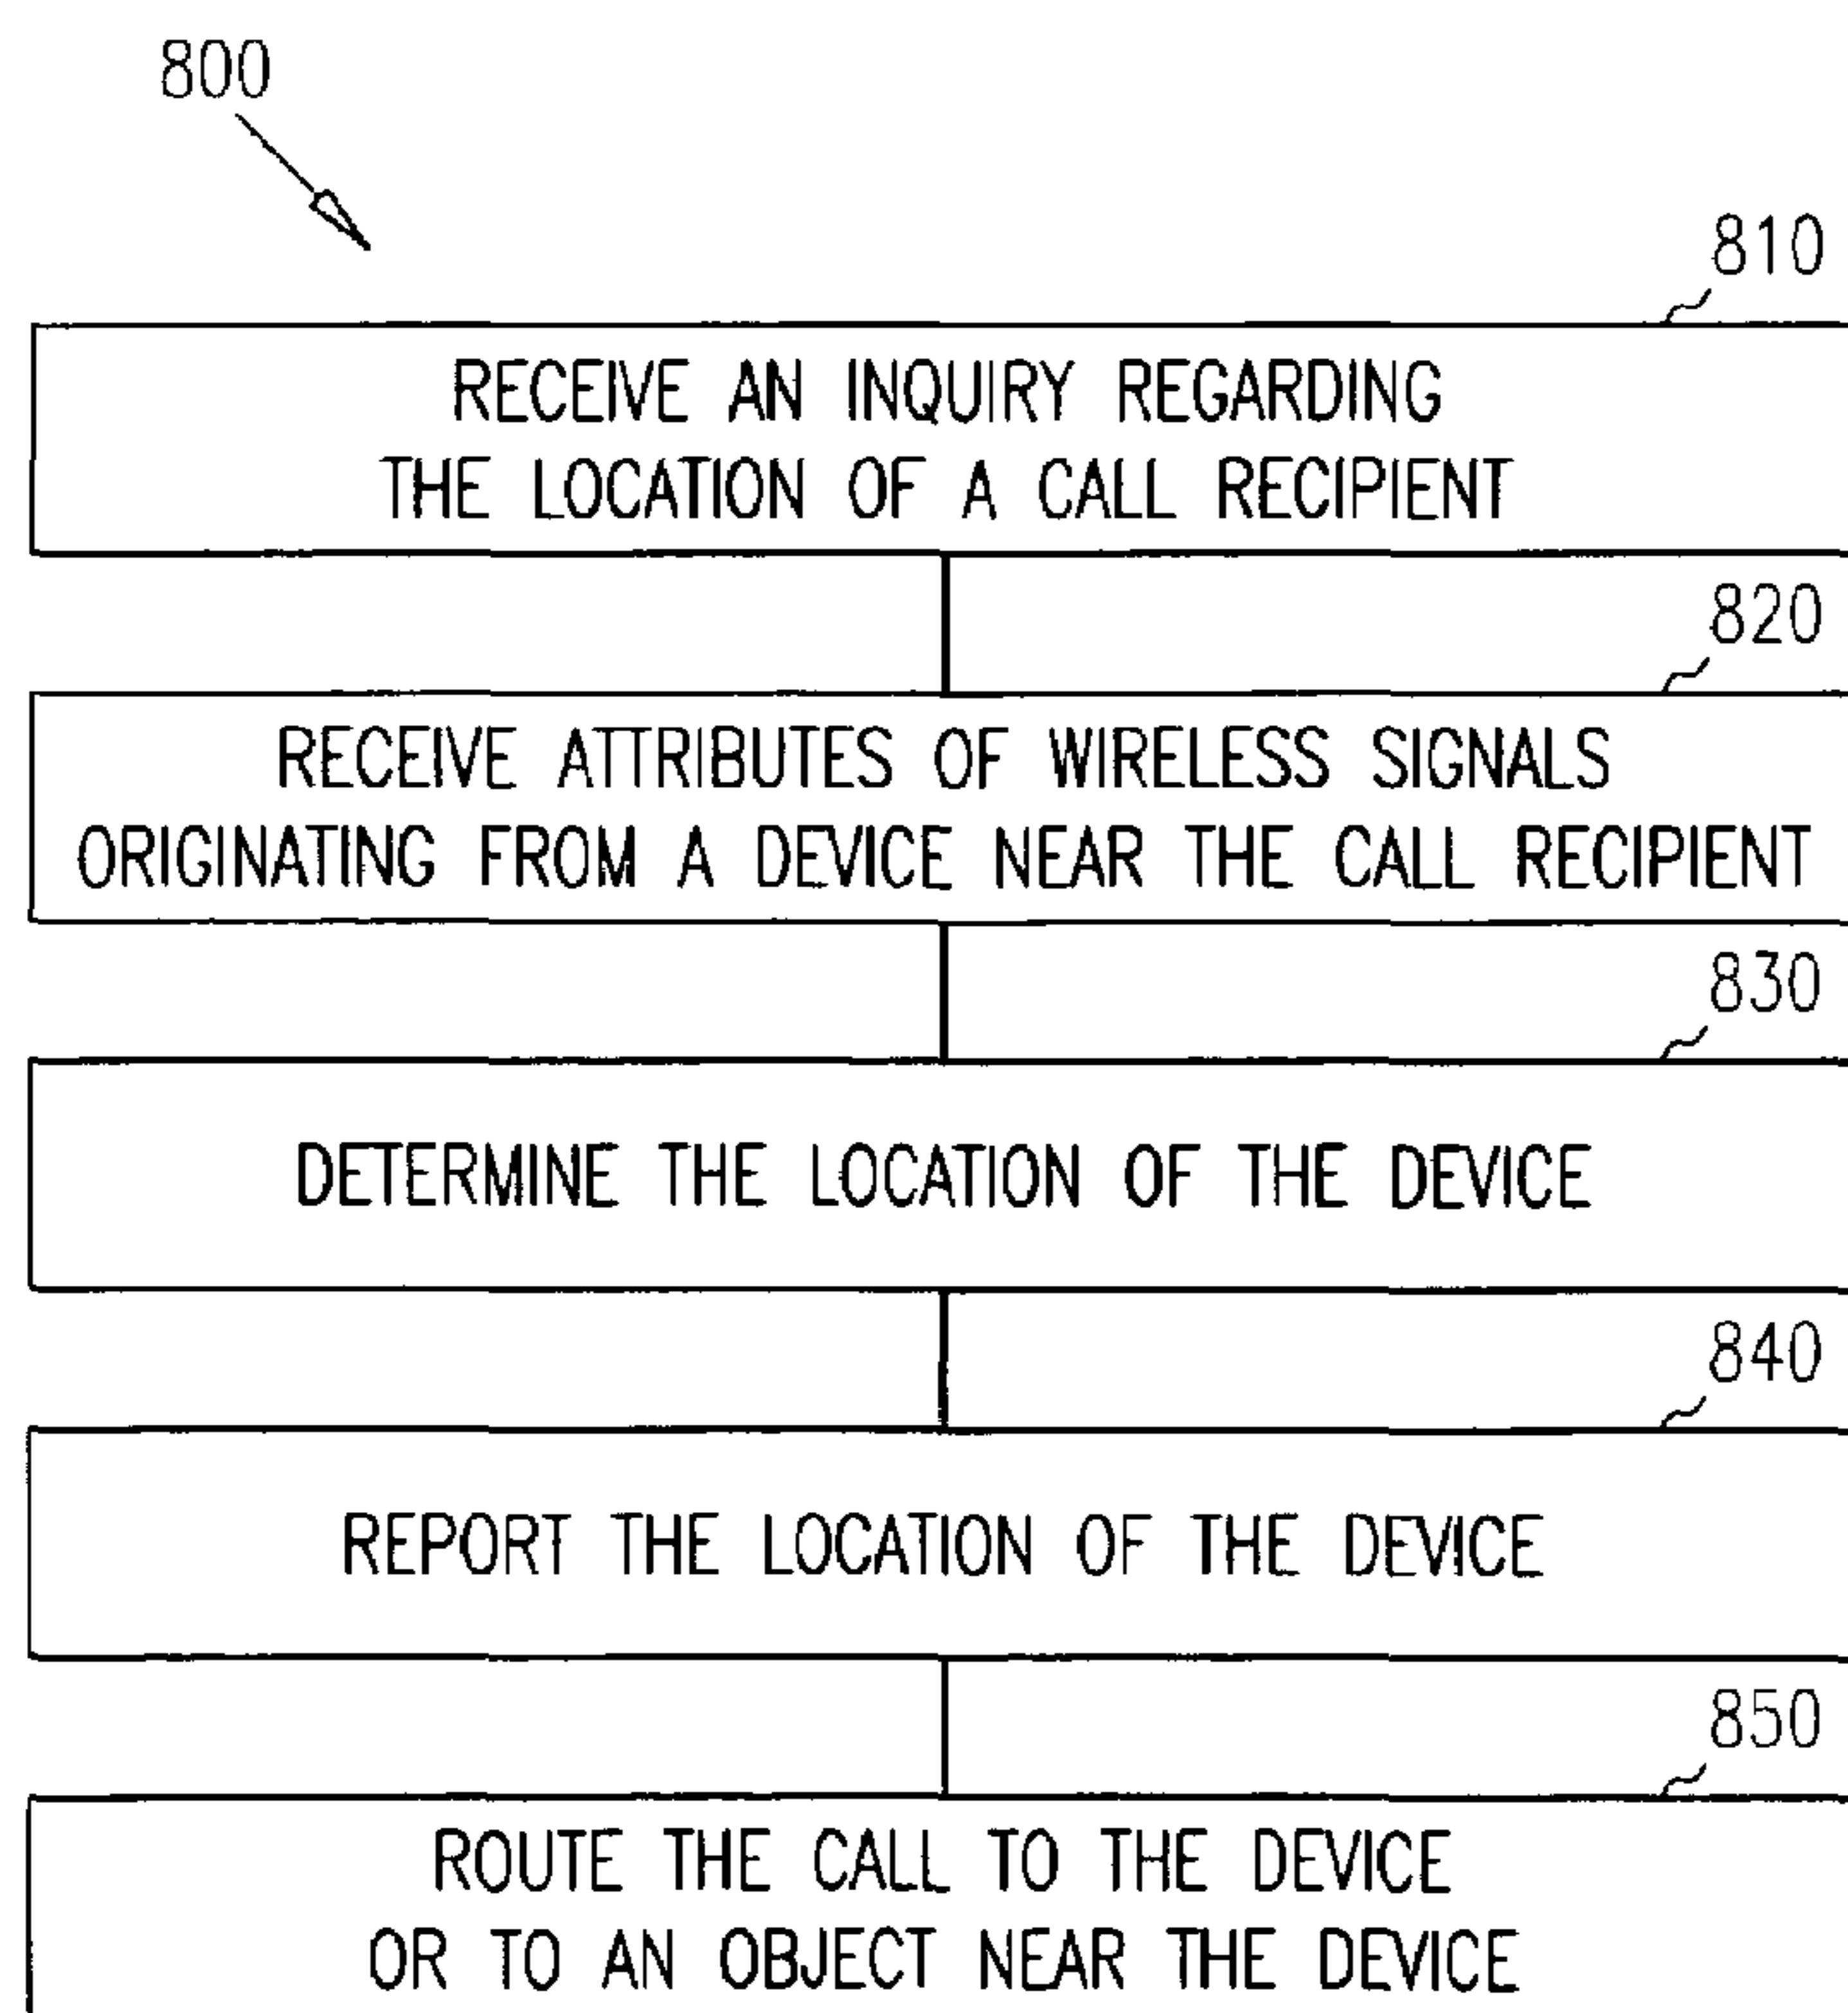 800
810
RECEIVE AN INQUIRY REGARDING
THE LOCATION OF A CALL RECIPIENT
820
RECEIVE ATTRIBUTES OF WIRELESS SIGNALS
ORIGINATING FROM A DEVICE NEAR THE CALL RECIPIENT
830
DETERMINE THE LOCATION OF THE DEVICE
840
REPORT THE LOCATION OF THE DEVICE
850
ROUTE THE CALL TO THE DEVICE
OR TO AN OBJECT NEAR THE DEVICE